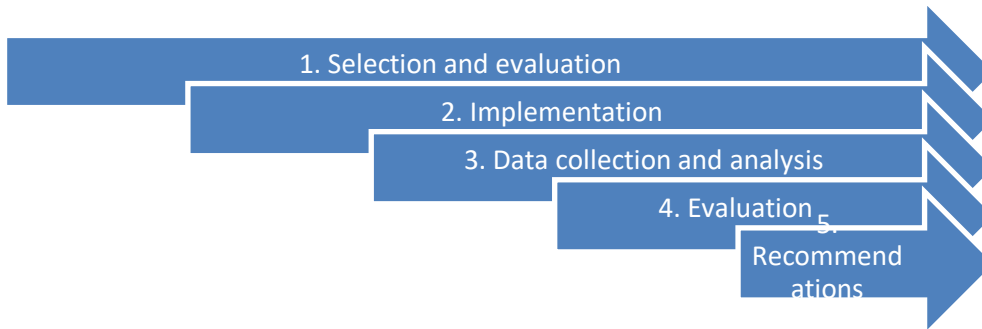 1. Selection and evaluation
2. Implementation
3. Data collection and analysis
4. Evaluation
5.
Recommend
ations